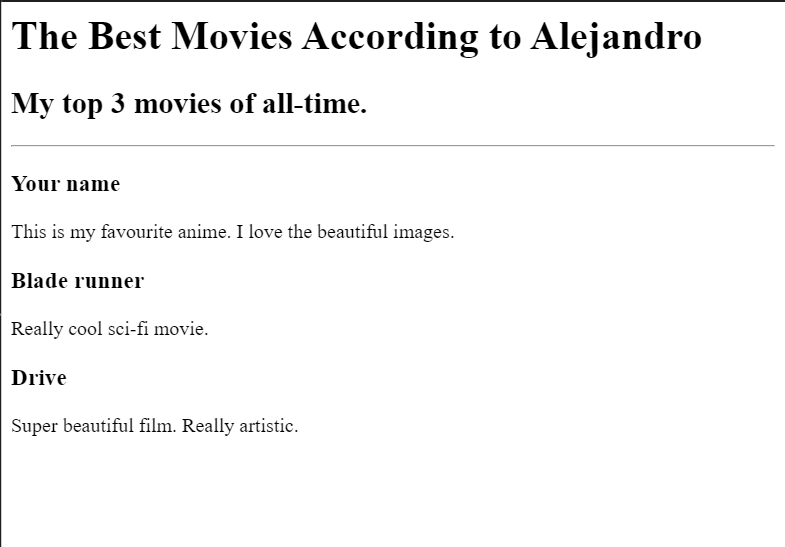 The Best Movies According to Alejandro
My top 3 movies of all-time.
Your name
This is my favourite anime. I love the beautiful images.
Blade runner
Really cool sci-fi movie.
Drive
Super beautiful film. Really artistic.